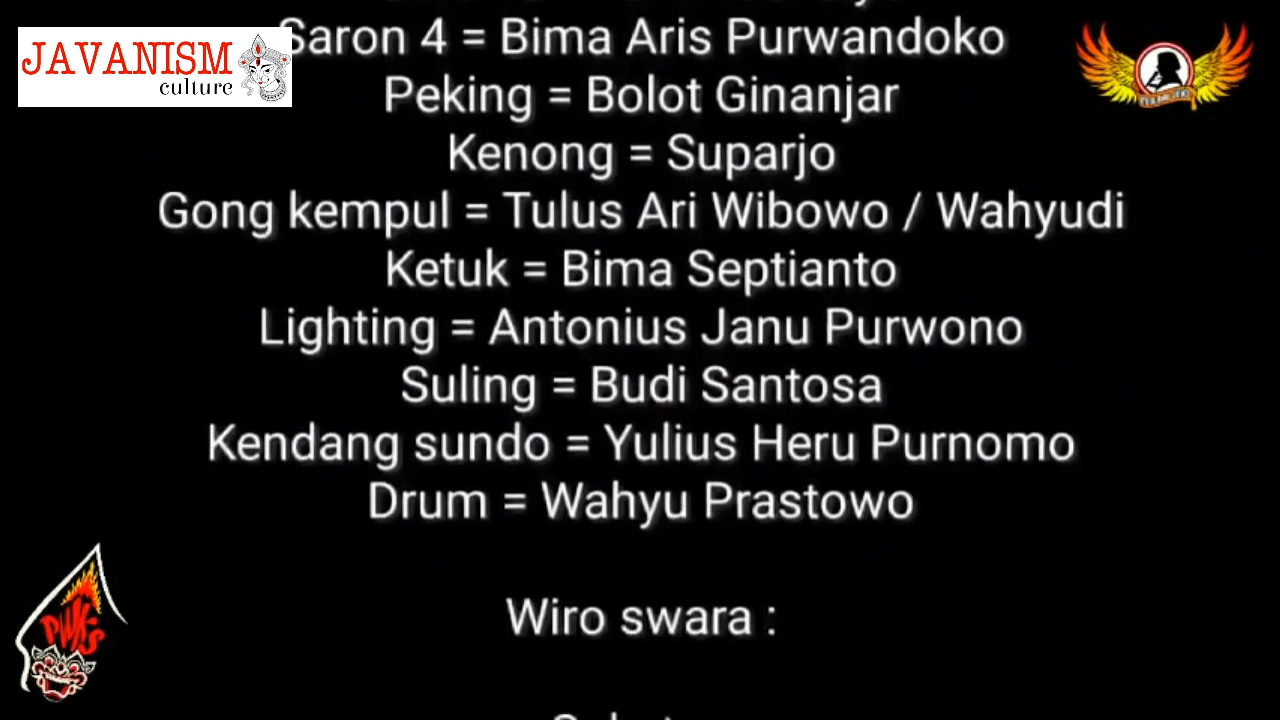 JAVANISM
culture
Saron 4 = Bima Aris Purwandoko
Peking = Bolot Ginanjar
Kenong = Suparjo
Gong kempul = Tulus Ari Wibowo / Wahyudi
Ketuk = Bima Septianto
Lighting = Antonius Janu Purwono
Suling = Budi Santosa
Kendang sundo = Yulius Heru Purnomo
Drum = Wahyu Prastowo
PWKS
Wiro swara :